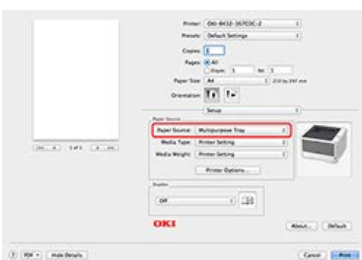 Printer: OKI-B432-367CDC-2
Presets: Default Settings
Copies: 1
Pages: All
From: 1 to: 1
Paper Size: A4 210 by 297 mm
Orientation:
Setup
Paper Source
Paper Source: Multipurpose Tray
Media Type: Printer Setting
Media Weight: Printer Setting
Printer Options...
1 of 1
Duplex
Off
OKI
About... Default
? PDF Hide Details Cancel Print